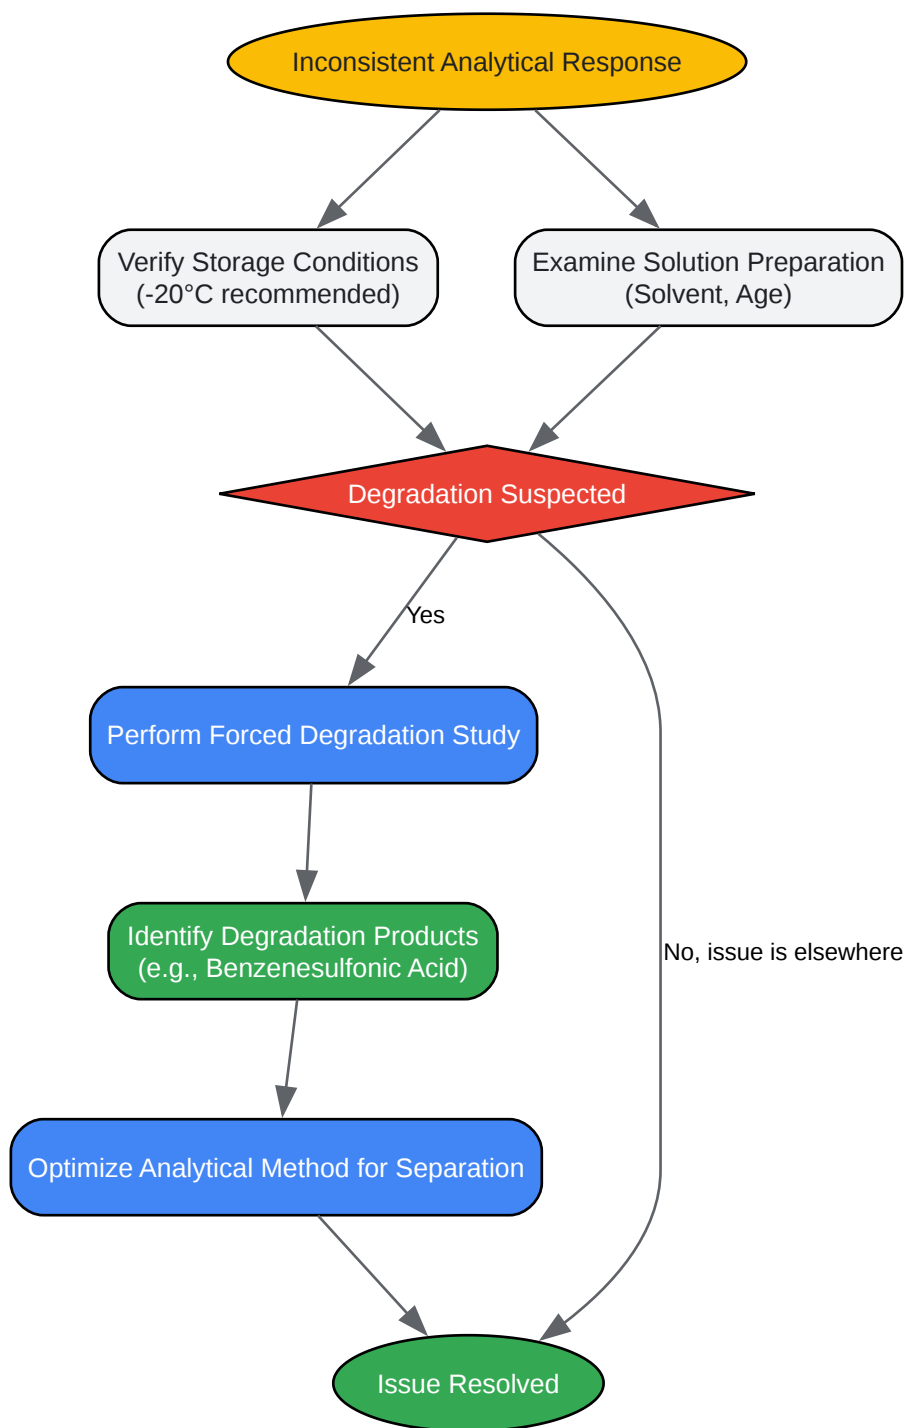 Inconsistent Analytical Response
Verify Storage Conditions
(-20°C recommended)
Examine Solution Preparation
(Solvent, Age)
Degradation Suspected
Yes
Perform Forced Degradation Study
Identify Degradation Products
(e.g., Benzenesulfonic Acid)
No, issue is elsewhere
Optimize Analytical Method for Separation
Issue Resolved